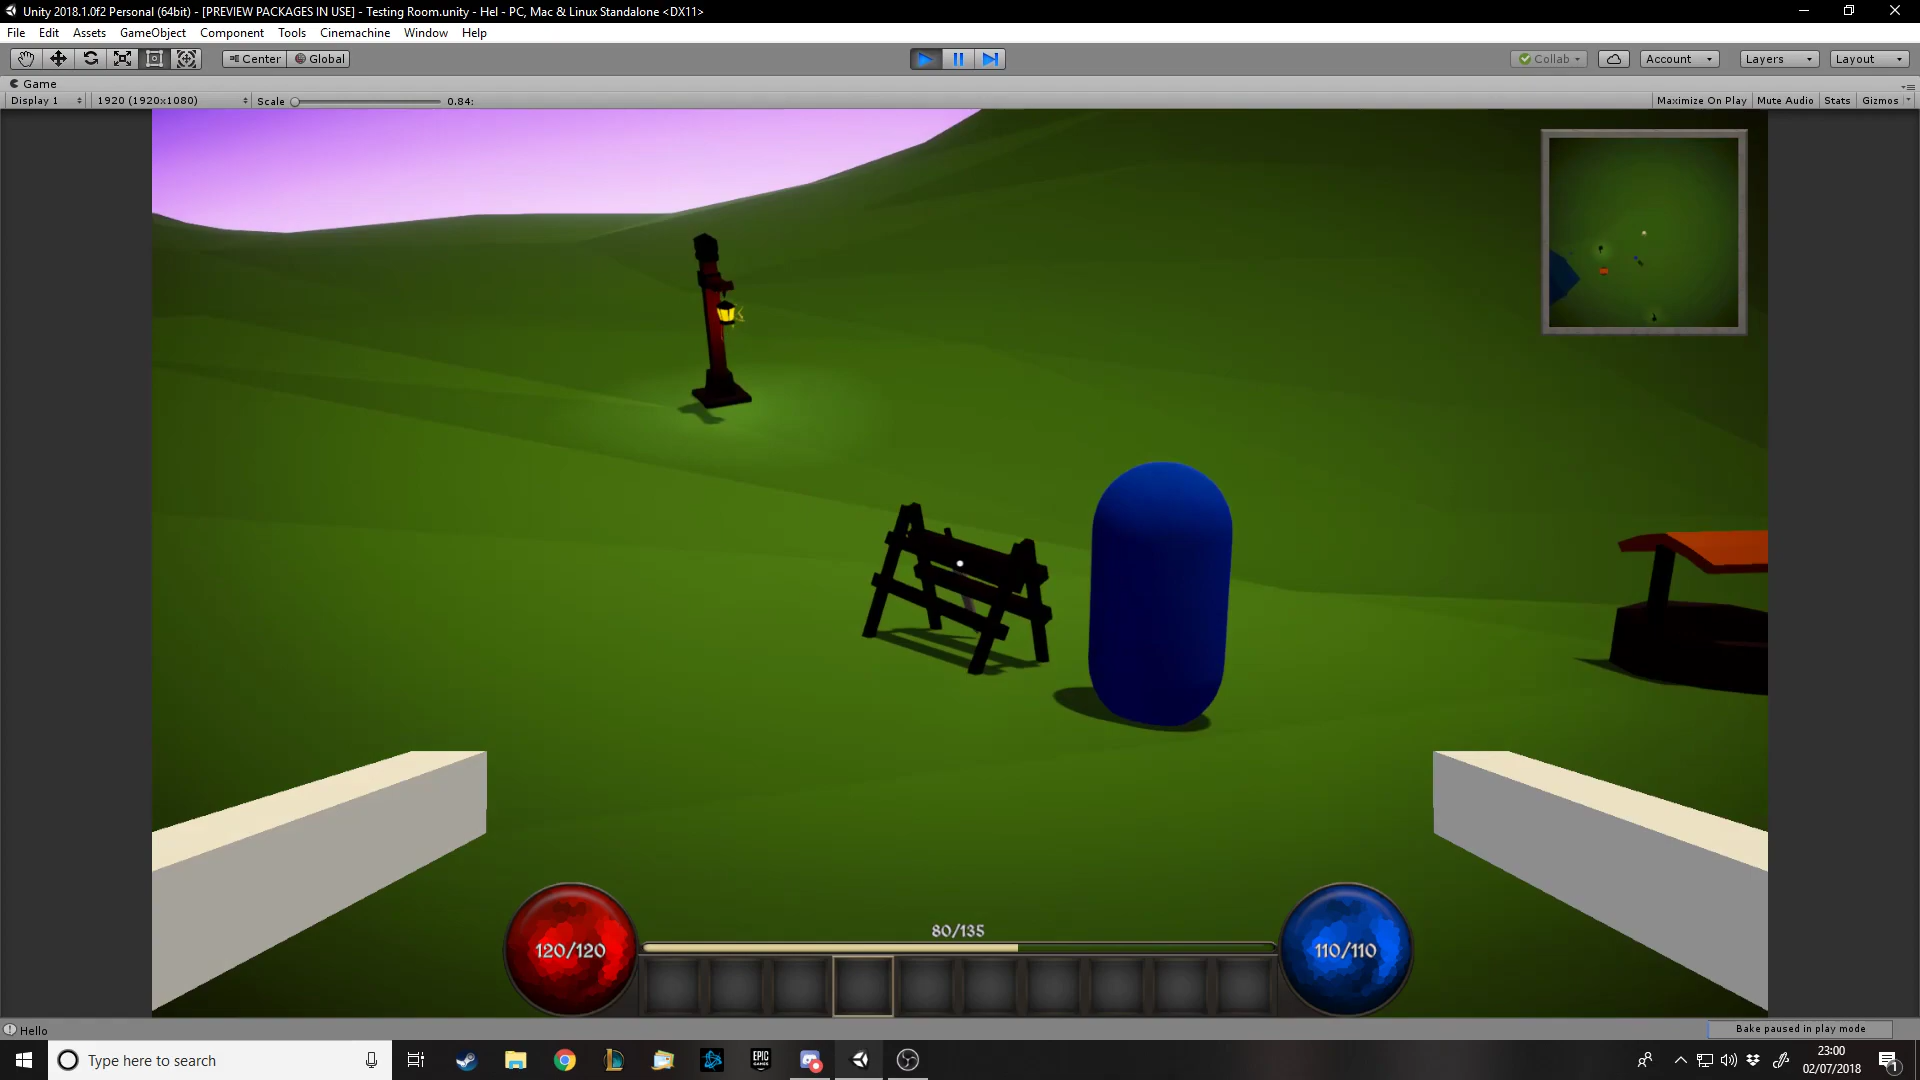 Unity 2018.1.0f2 Personal (64bit) - [PREVIEW PACKAGES IN USE] - Testing Room.unity - Hel - PC, Mac & Linux Standalone <DX11>
File Edit Assets GameObject Component Tools Cinemachine Window Help
Center Global Collab Account Layers Layout
Game
Display 1 1920 (1920x1080) Scale 0.84: Maximize On Play Mute Audio Stats Gizmos
80/135
120/120 110/110
Hello Bake paused in play mode
Type here to search EPIC GAMES 23:00
02/07/2018 1